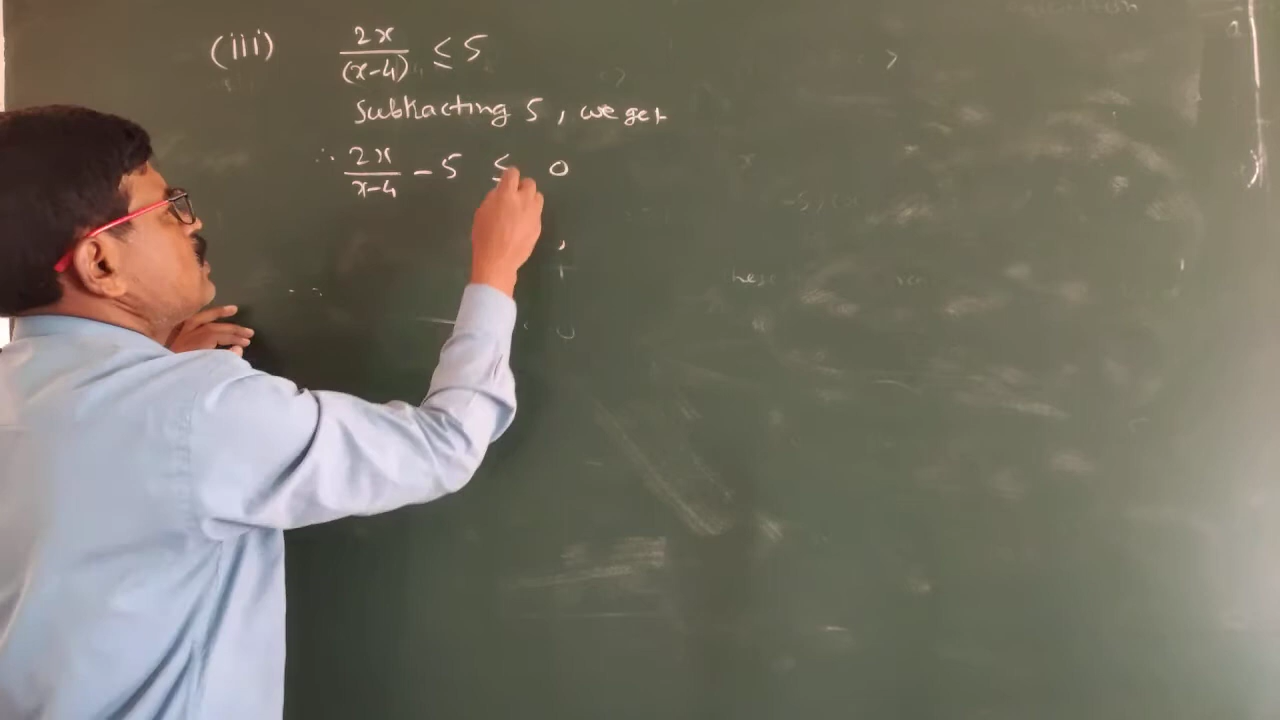 (iii) 2x/(x-4) ≤ 5
Subtracting 5, we get
∴ 2x/x-4 - 5 ≤ 0